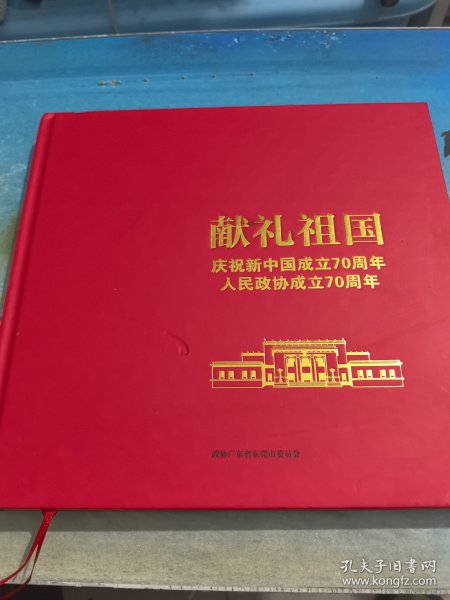 献礼祖国
庆祝新中国成立70周年
人民政协成立70周年
政协广东省东莞市委员会
孔夫子旧书网
www.kongfz.com